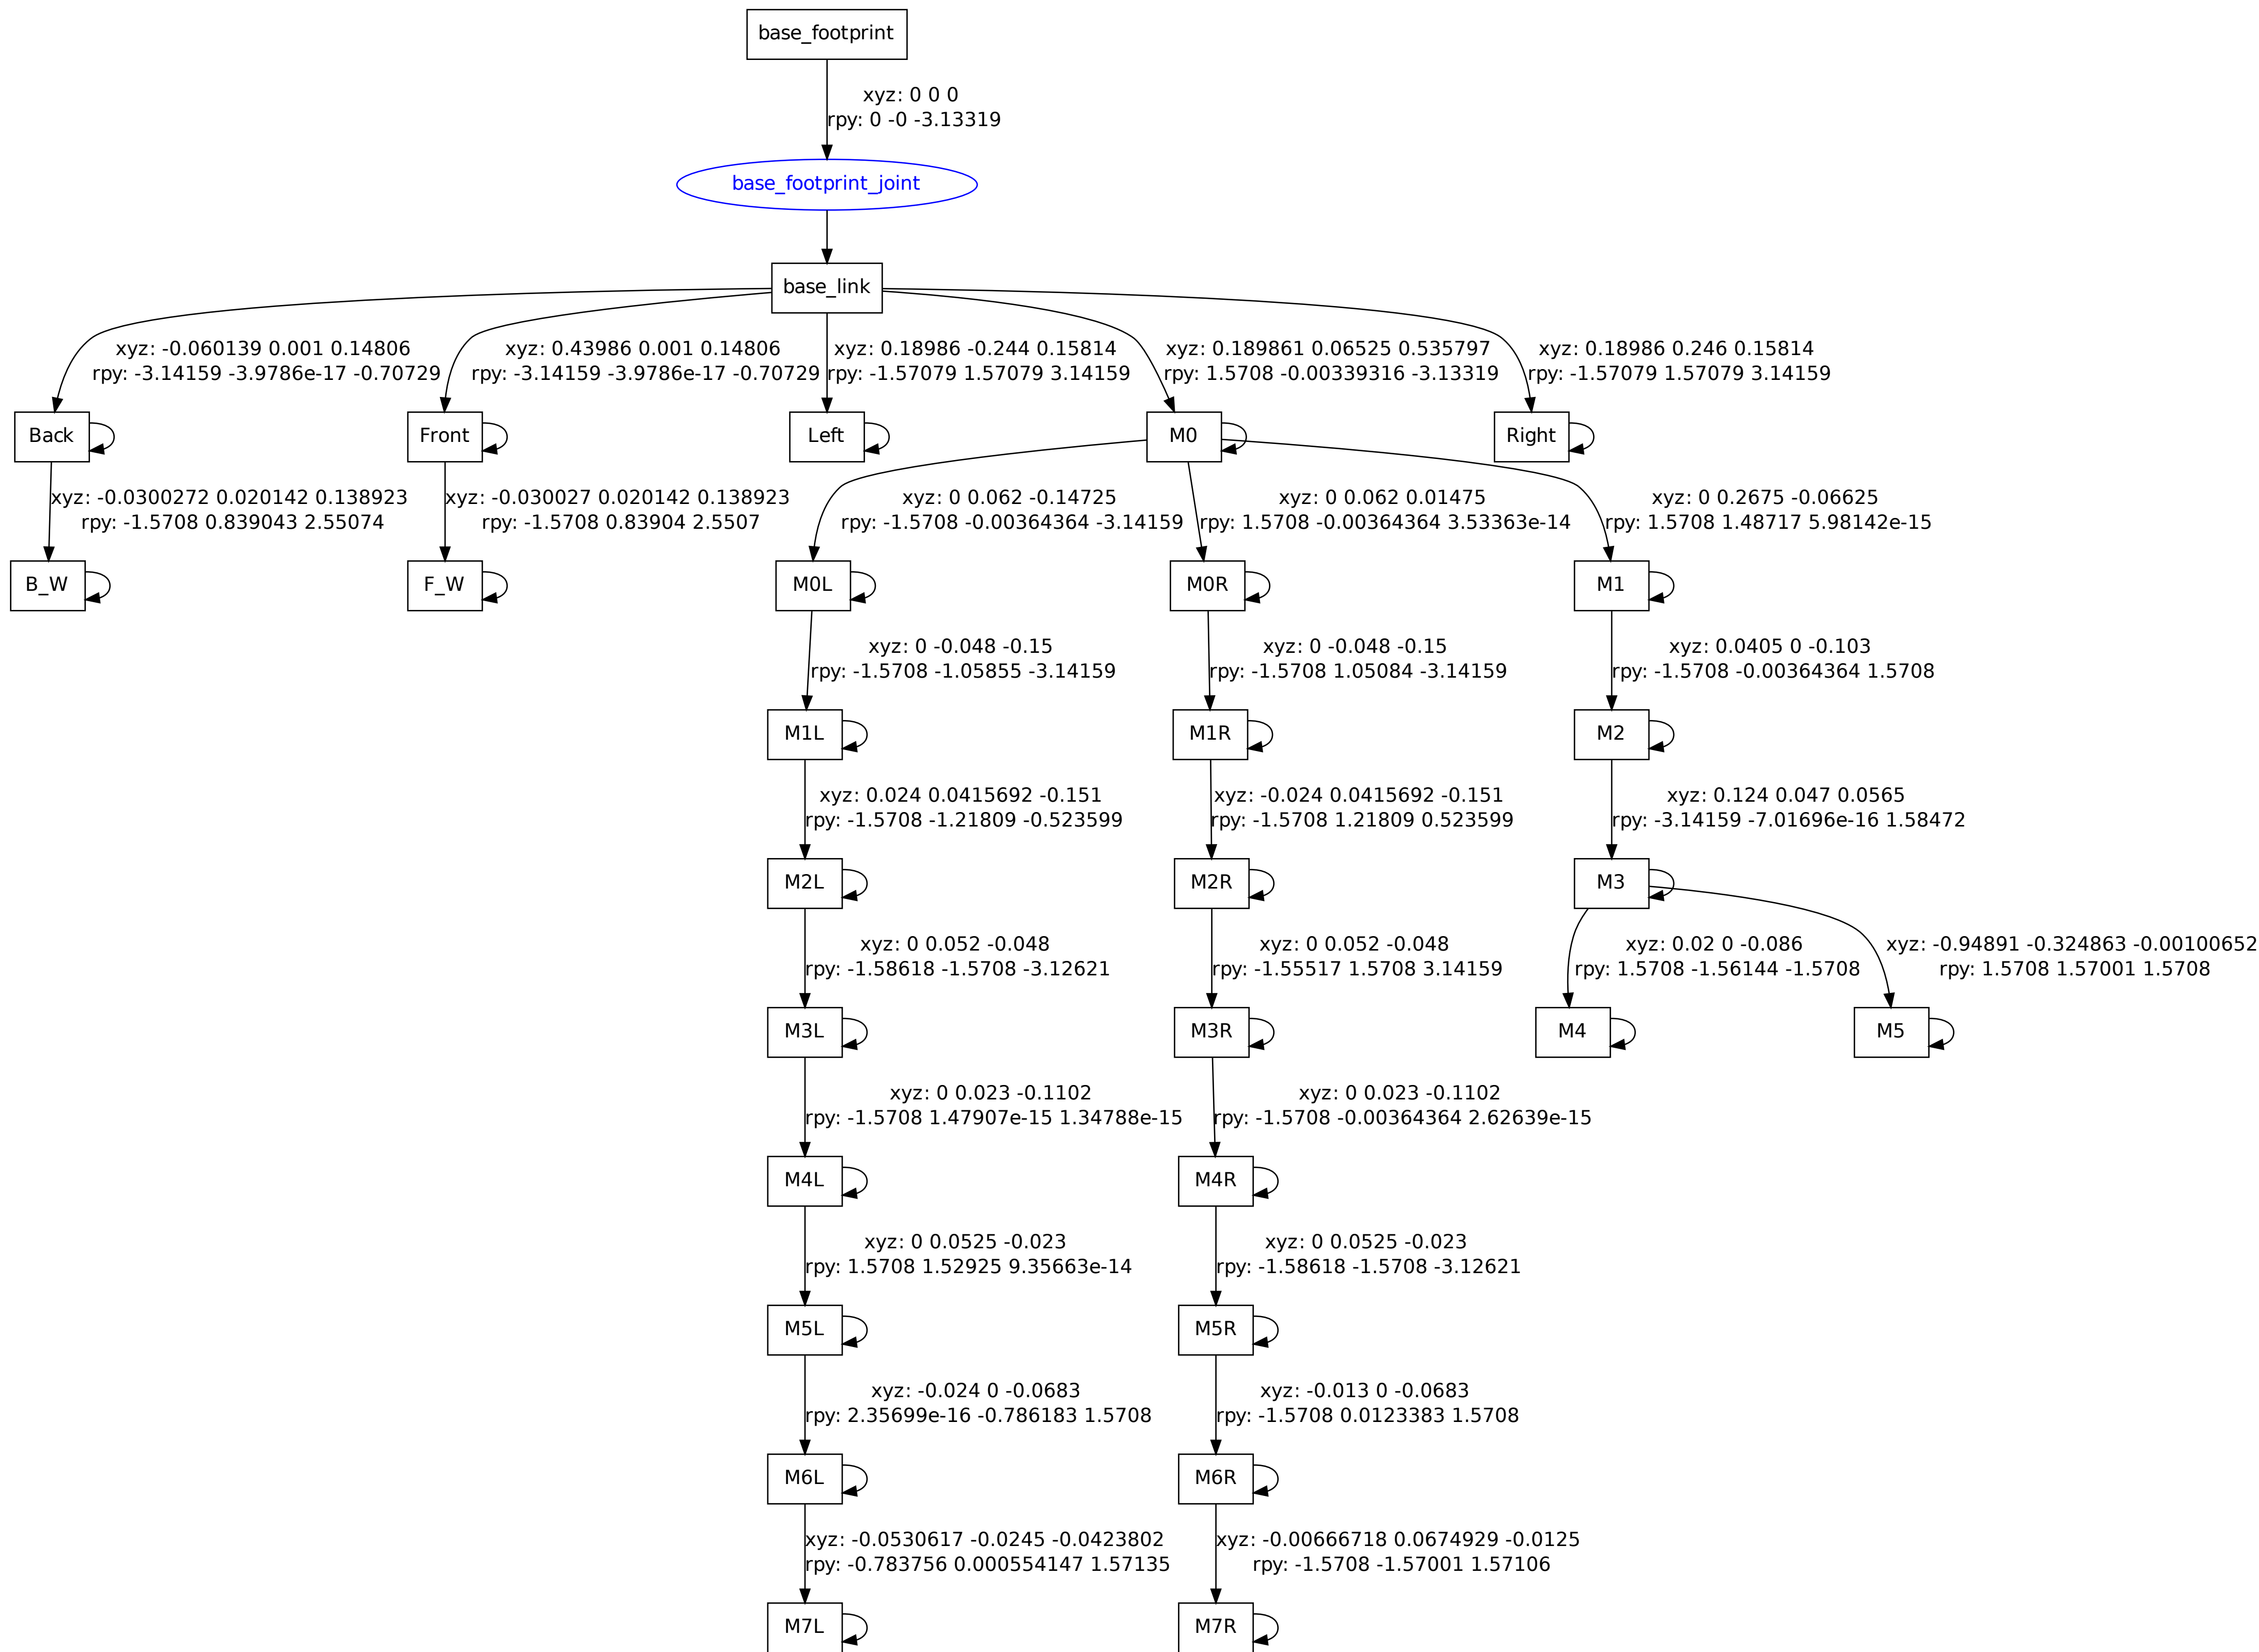 base_footprint
xyz: 0 0 0
rpy: 0 -0 -3.13319
base_footprint_joint
base_link
xyz: -0.060139 0.001 0.14806
rpy: -3.14159 -3.9786e-17 -0.70729
xyz: 0.43986 0.001 0.14806
rpy: -3.14159 -3.9786e-17 -0.70729
xyz: 0.18986 -0.244 0.15814
rpy: -1.57079 1.57079 3.14159
xyz: 0.189861 0.06525 0.535797
rpy: 1.5708 -0.00339316 -3.13319
xyz: 0.18986 0.246 0.15814
rpy: -1.57079 1.57079 3.14159
Back
Front
Left
M0
Right
xyz: -0.0300272 0.020142 0.138923
rpy: -1.5708 0.839043 2.55074
xyz: -0.030027 0.020142 0.138923
rpy: -1.5708 0.83904 2.5507
xyz: 0 0.062 -0.14725
rpy: -1.5708 -0.00364364 -3.14159
xyz: 0 0.062 0.01475
rpy: 1.5708 -0.00364364 3.53363e-14
xyz: 0 0.2675 -0.06625
rpy: 1.5708 1.48717 5.98142e-15
B_W
F_W
M0L
M0R
M1
xyz: 0 -0.048 -0.15
rpy: -1.5708 -1.05855 -3.14159
xyz: 0 -0.048 -0.15
rpy: -1.5708 1.05084 -3.14159
xyz: 0.0405 0 -0.103
rpy: -1.5708 -0.00364364 1.5708
M1L
M1R
M2
xyz: 0.024 0.0415692 -0.151
rpy: -1.5708 -1.21809 -0.523599
xyz: -0.024 0.0415692 -0.151
rpy: -1.5708 1.21809 0.523599
xyz: 0.124 0.047 0.0565
rpy: -3.14159 -7.01696e-16 1.58472
M2L
M2R
M3
xyz: 0 0.052 -0.048
rpy: -1.58618 -1.5708 -3.12621
xyz: 0 0.052 -0.048
rpy: -1.55517 1.5708 3.14159
xyz: 0.02 0 -0.086
rpy: 1.5708 -1.56144 -1.5708
xyz: -0.94891 -0.324863 -0.00100652
rpy: 1.5708 1.57001 1.5708
M3L
M3R
M4
M5
xyz: 0 0.023 -0.1102
rpy: -1.5708 1.47907e-15 1.34788e-15
xyz: 0 0.023 -0.1102
rpy: -1.5708 -0.00364364 2.62639e-15
M4L
M4R
xyz: 0 0.0525 -0.023
rpy: 1.5708 1.52925 9.35663e-14
xyz: 0 0.0525 -0.023
rpy: -1.58618 -1.5708 -3.12621
M5L
M5R
xyz: -0.024 0 -0.0683
rpy: 2.35699e-16 -0.786183 1.5708
xyz: -0.013 0 -0.0683
rpy: -1.5708 0.0123383 1.5708
M6L
M6R
xyz: -0.0530617 -0.0245 -0.0423802
rpy: -0.783756 0.000554147 1.57135
xyz: -0.00666718 0.0674929 -0.0125
rpy: -1.5708 -1.57001 1.57106
M7L
M7R